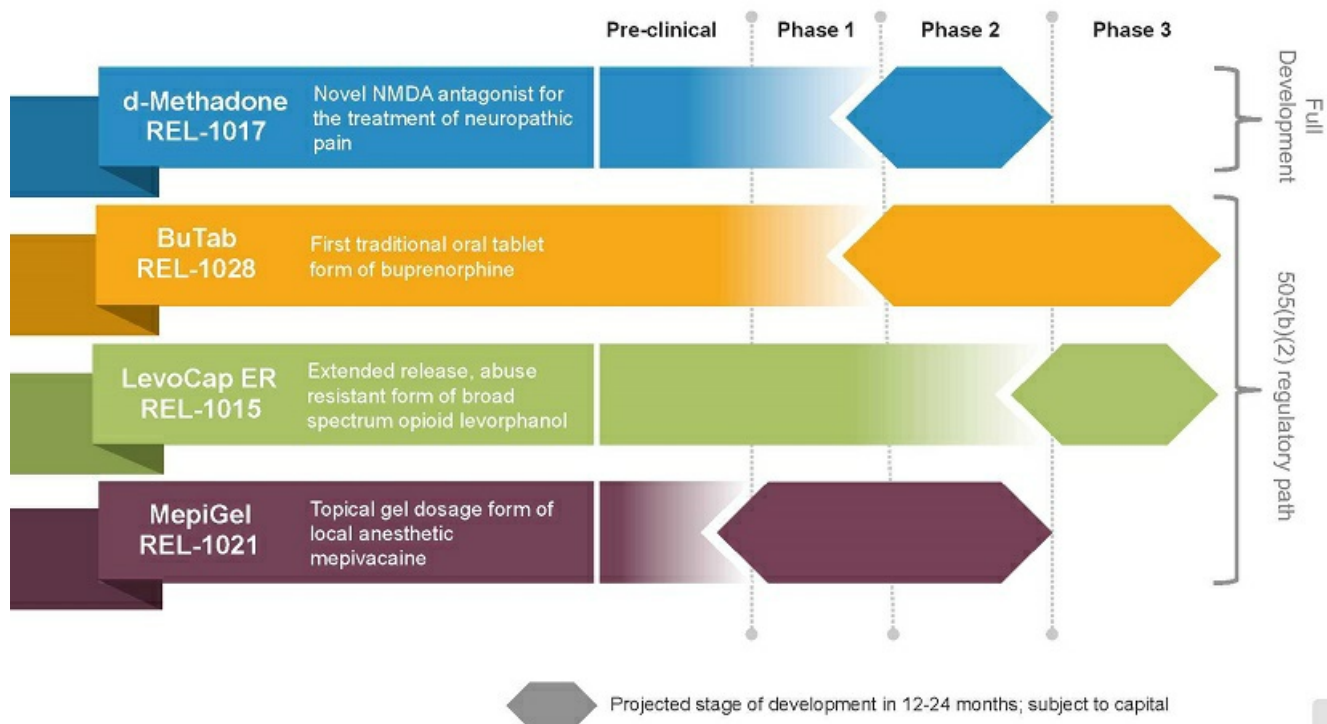 Pre-clinical
Phase 1
Phase 2
Phase 3
d-Methadone
REL-1017
Novel NMDA antagonist for
the treatment of neuropathic
pain
Full
Development
BuTab
REL-1028
First traditional oral tablet
form of buprenorphine
LevoCap ER
REL-1015
Extended release, abuse
resistant form of broad
spectrum opioid levorphanol
MepiGel
REL-1021
Topical gel dosage form of
local anesthetic
mepivacaine
505(b)(2) regulatory path
Projected stage of development in 12-24 months; subject to capital